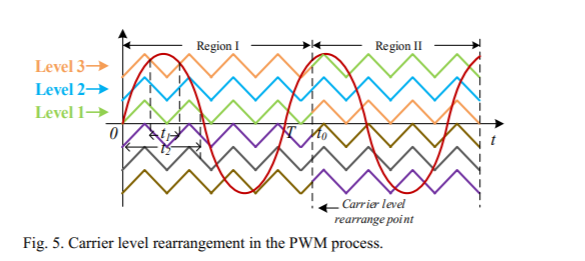 Region I
Region II
Level 3
Level 2
Level 1
0
t1
t2
T
t0
t
Carrier level
rearrange point
Fig. 5. Carrier level rearrangement in the PWM process.